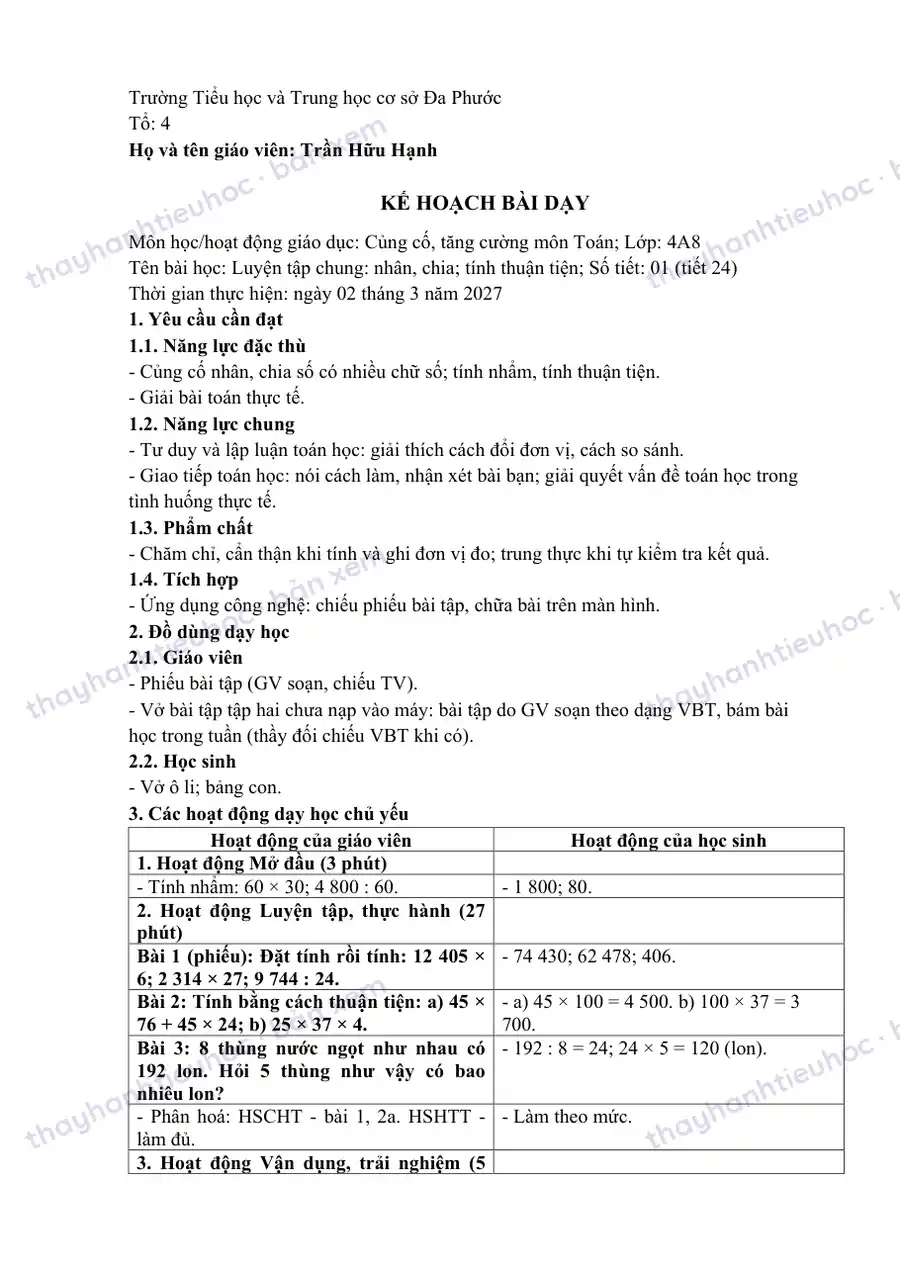 Trường Tiểu học và Trung học cơ sở Đa Phước
Tổ: 4
Họ và tên giáo viên: Trần Hữu Hạnh
KẾ HOẠCH BÀI DẠY
Môn học/hoạt động giáo dục: Củng cố, tăng cường môn Toán; Lớp: 4A8
Tên bài học: Luyện tập chung: nhân, chia; tính thuận tiện; Số tiết: 01 (tiết 24)
Thời gian thực hiện: ngày 02 tháng 3 năm 2027
1. Yêu cầu cần đạt
1.1. Năng lực đặc thù
- Củng cố nhân, chia số có nhiều chữ số; tính nhẩm, tính thuận tiện.
- Giải bài toán thực tế.
1.2. Năng lực chung
- Tư duy và lập luận toán học: giải thích cách đổi đơn vị, cách so sánh.
- Giao tiếp toán học: nói cách làm, nhận xét bài bạn; giải quyết vấn đề toán học trong
tình huống thực tế.
1.3. Phẩm chất
- Chăm chỉ, cẩn thận khi tính và ghi đơn vị đo; trung thực khi tự kiểm tra kết quả.
1.4. Tích hợp
- Ứng dụng công nghệ: chiếu phiếu bài tập, chữa bài trên màn hình.
2. Đồ dùng dạy học
2.1. Giáo viên
- Phiếu bài tập (GV soạn, chiếu TV).
- Vở bài tập tập hai chưa nạp vào máy: bài tập do GV soạn theo dạng VBT, bám bài
học trong tuần (thầy đối chiếu VBT khi có).
2.2. Học sinh
- Vở ô li; bảng con.
3. Các hoạt động dạy học chủ yếu
Hoạt động của giáo viên
Hoạt động của học sinh
1. Hoạt động Mở đầu (3 phút)
- Tính nhẩm: 60 × 30; 4 800 : 60.
- 1 800; 80.
2. Hoạt động Luyện tập, thực hành (27
phút)
Bài 1 (phiếu): Đặt tính rồi tính: 12 405 ×
6; 2 314 × 27; 9 744 : 24.
- 74 430; 62 478; 406.
Bài 2: Tính bằng cách thuận tiện: a) 45 ×
76 + 45 × 24; b) 25 × 37 × 4.
- a) 45 × 100 = 4 500. b) 100 × 37 = 3
700.
Bài 3: 8 thùng nước ngọt như nhau có
192 lon. Hỏi 5 thùng như vậy có bao
nhiêu lon?
- 192 : 8 = 24; 24 × 5 = 120 (lon).
- Phân hoá: HSCHT - bài 1, 2a. HSHTT -
làm đủ.
- Làm theo mức.
3. Hoạt động Vận dụng, trải nghiệm (5
thayhanhtieuhoc · bản xem
thayhanhtieuhoc · b
thayhanhtieuhoc · bản xem
thayhanhtieuhoc · b
thayhanhtieuhoc · bản xem
thayhanhtieuhoc · b